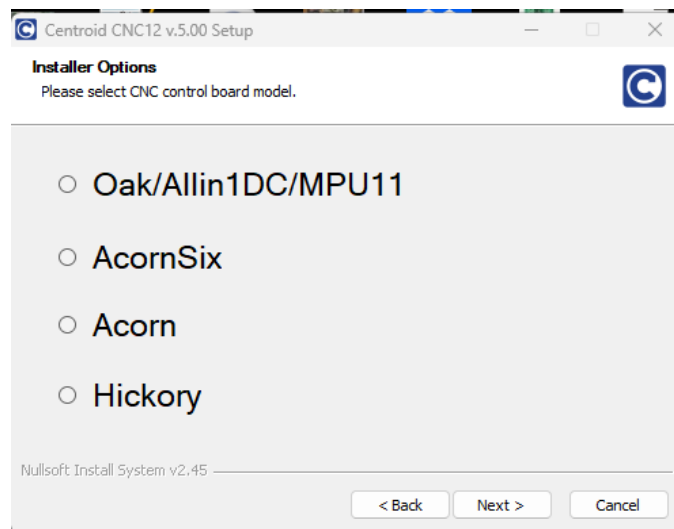 Centroid CNC12 v.5.00 Setup
Installer Options
Please select CNC control board model.
Oak/Allin1DC/MPU11
AcornSix
Acorn
Hickory
Nullsoft Install System v2.45
< Back Next > Cancel